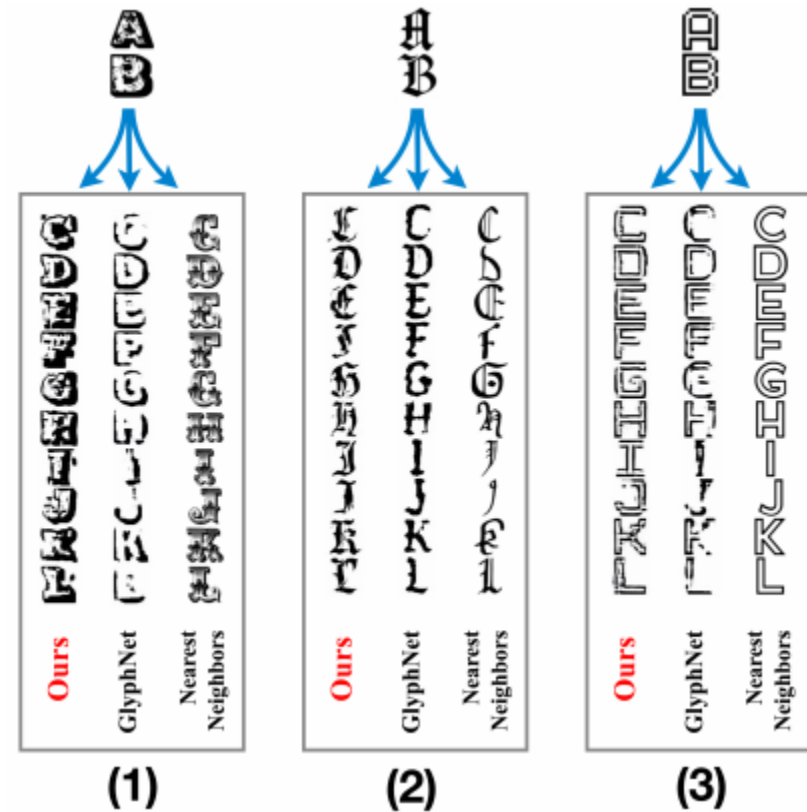 A
B
C C C
D D D
E E E
F F F
G G G
H H H
I I I
J J J
K K K
L L L
Ours
GlyphNet
Nearest
Neighbors
(1)
A
B
C C C
D D D
E E E
F F F
G G G
H H H
I I I
J J J
K K K
L L L
Ours
GlyphNet
Nearest
Neighbors
(2)
A
B
C C C
D D D
E E E
F F F
G G G
H H H
I I I
J J J
K K K
L L L
Ours
GlyphNet
Nearest
Neighbors
(3)